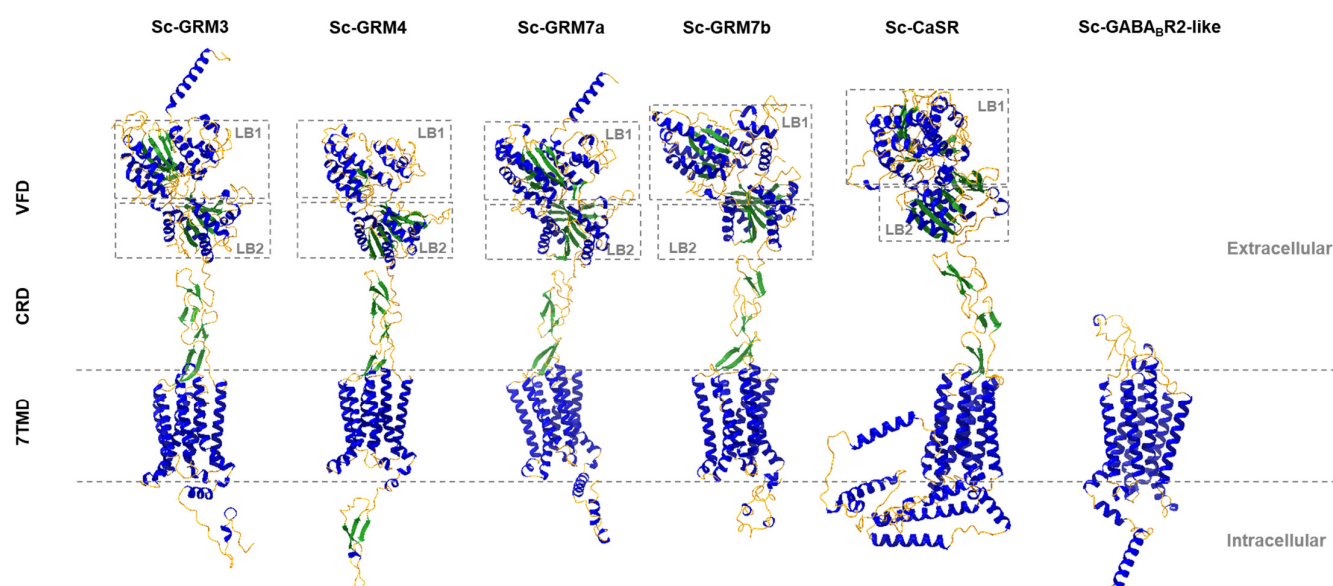 Sc-GRM3 Sc-GRM4 Sc-GRM7a Sc-GRM7b Sc-CaSR Sc-GABA_BR2-like
LB1 LB1 LB1 LB1 LB1
VFD
LB2 LB2 LB2 LB2 LB2
Extracellular
CRD
7TMD
Intracellular